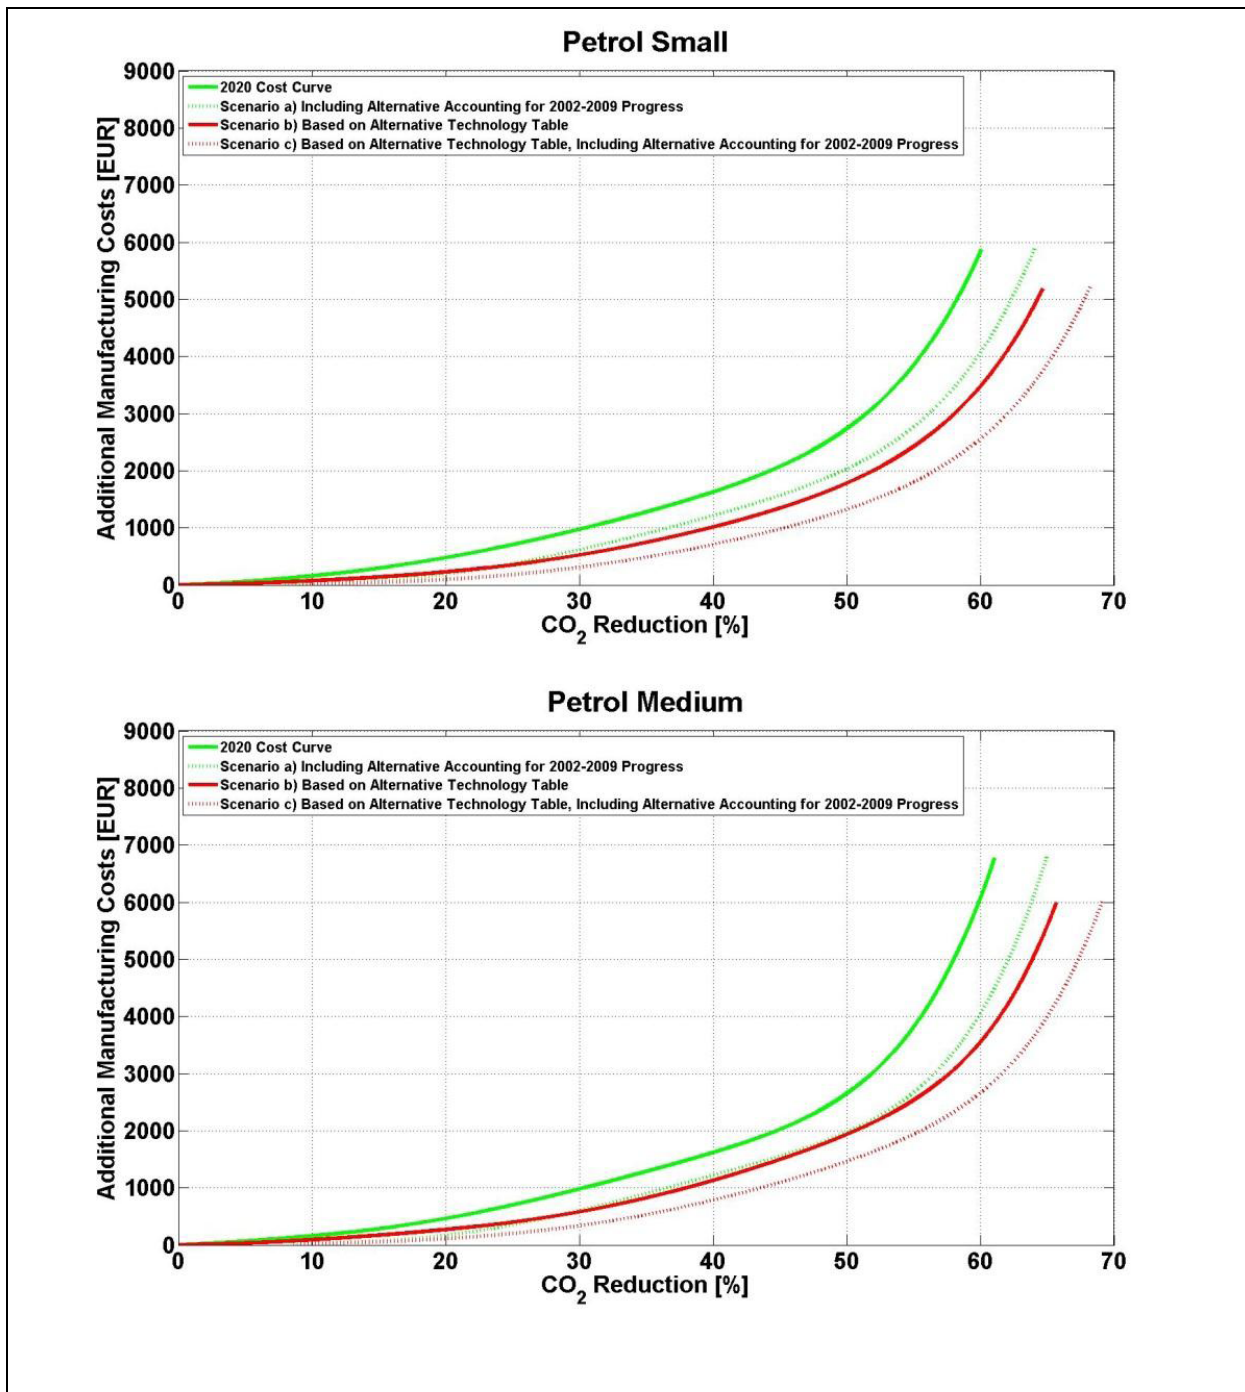 Petrol Small
9000
8000
7000
6000
5000
4000
3000
2000
1000
0
Additional Manufacturing Costs [EUR]
2020 Cost Curve
Scenario a) Including Alternative Accounting for 2002-2009 Progress
Scenario b) Based on Alternative Technology Table
Scenario c) Based on Alternative Technology Table, Including Alternative Accounting for 2002-2009 Progress
0 10 20 30 40 50 60 70
CO2 Reduction [%]
Petrol Medium
9000
8000
7000
6000
5000
4000
3000
2000
1000
0
Additional Manufacturing Costs [EUR]
2020 Cost Curve
Scenario a) Including Alternative Accounting for 2002-2009 Progress
Scenario b) Based on Alternative Technology Table
Scenario c) Based on Alternative Technology Table, Including Alternative Accounting for 2002-2009 Progress
0 10 20 30 40 50 60 70
CO2 Reduction [%]